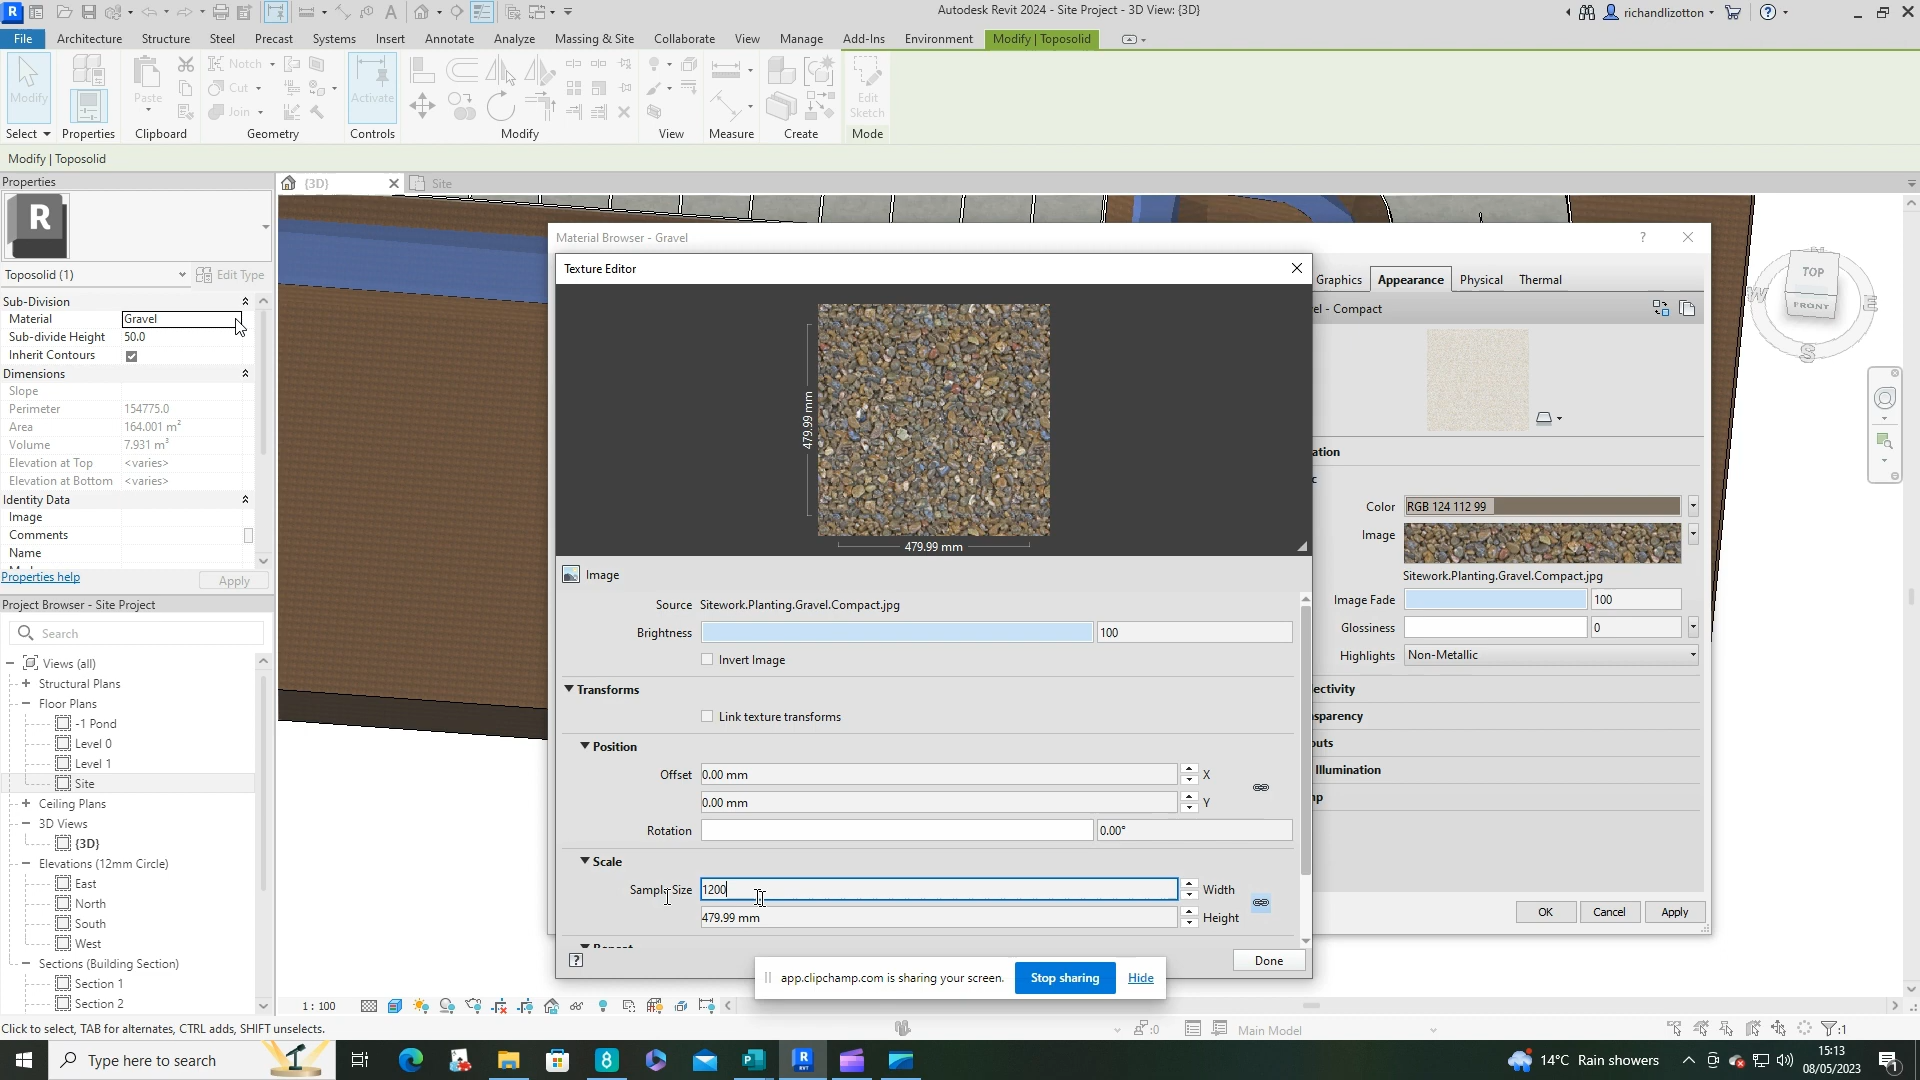 Autodesk Revit 2024 - Site Project - 3D View: {3D}
richandlizotton
File Architecture Structure Steel Precast Systems Insert Annotate Analyze Massing & Site Collaborate View Manage Add-Ins Environment Modify | Toposolid
Modify
Paste
Notch
Cut
Join
Activate
Edit
Sketch
Select Properties Clipboard Geometry Controls Modify View Measure Create Mode
Modify | Toposolid
Properties
{3D}
Site
R
Toposolid (1)
Edit Type
Sub-Division
Material Gravel
Sub-divide Height 50.0
Inherit Contours
Dimensions
Slope
Perimeter 154775.0
Area 164.001 m²
Volume 7.931 m³
Elevation at Top <varies>
Elevation at Bottom <varies>
Identity Data
Image
Comments
Name
Properties help
Apply
Project Browser - Site Project
Search
Views (all)
Structural Plans
Floor Plans
-1 Pond
Level 0
Level 1
Site
Ceiling Plans
3D Views
{3D}
Elevations (12mm Circle)
East
North
South
West
Sections (Building Section)
Section 1
Section 2
Material Browser - Gravel
Texture Editor
479.99 mm
479.99 mm
Image
Source Sitework.Planting.Gravel.Compact.jpg
Brightness 100
Invert Image
Transforms
Link texture transforms
Position
Offset 0.00 mm X
0.00 mm Y
Rotation 0.00°
Scale
Sample Size 1200 Width
479.99 mm Height
Repeat
Done
Graphics Appearance Physical Thermal
el - Compact
ation
Color RGB 124 112 99
Image
Sitework.Planting.Gravel.Compact.jpg
Image Fade 100
Glossiness 0
Highlights Non-Metallic
ectivity
sparency
outs
Illumination
mp
OK Cancel Apply
TOP
FRONT
W
E
S
app.clipchamp.com is sharing your screen. Stop sharing Hide
1 : 100
Click to select, TAB for alternates, CTRL adds, SHIFT unselects.
:0
Main Model
:1
Type here to search
14°C Rain showers
15:13
08/05/2023